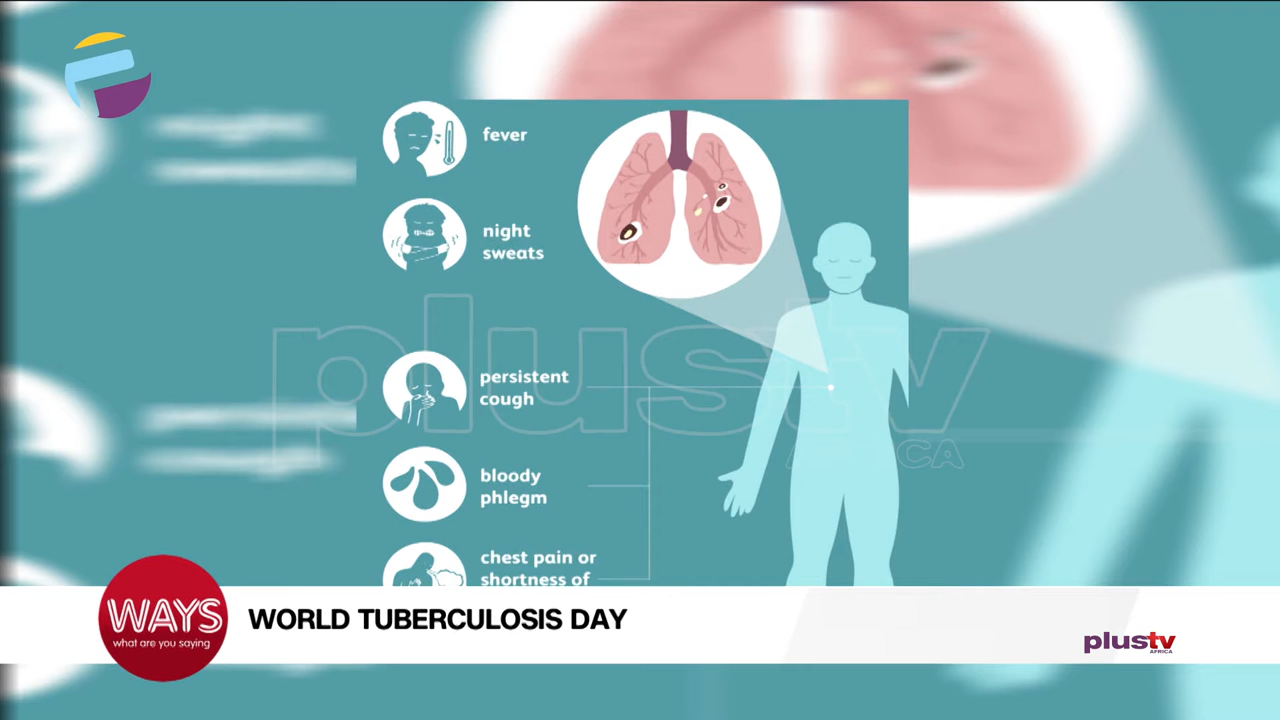 fever
night
sweats
persistent
cough
bloody
phlegm
chest pain or
shortness of
plustv
AFRICA
WAYS
what are you saying
WORLD TUBERCULOSIS DAY
plustv
AFRICA